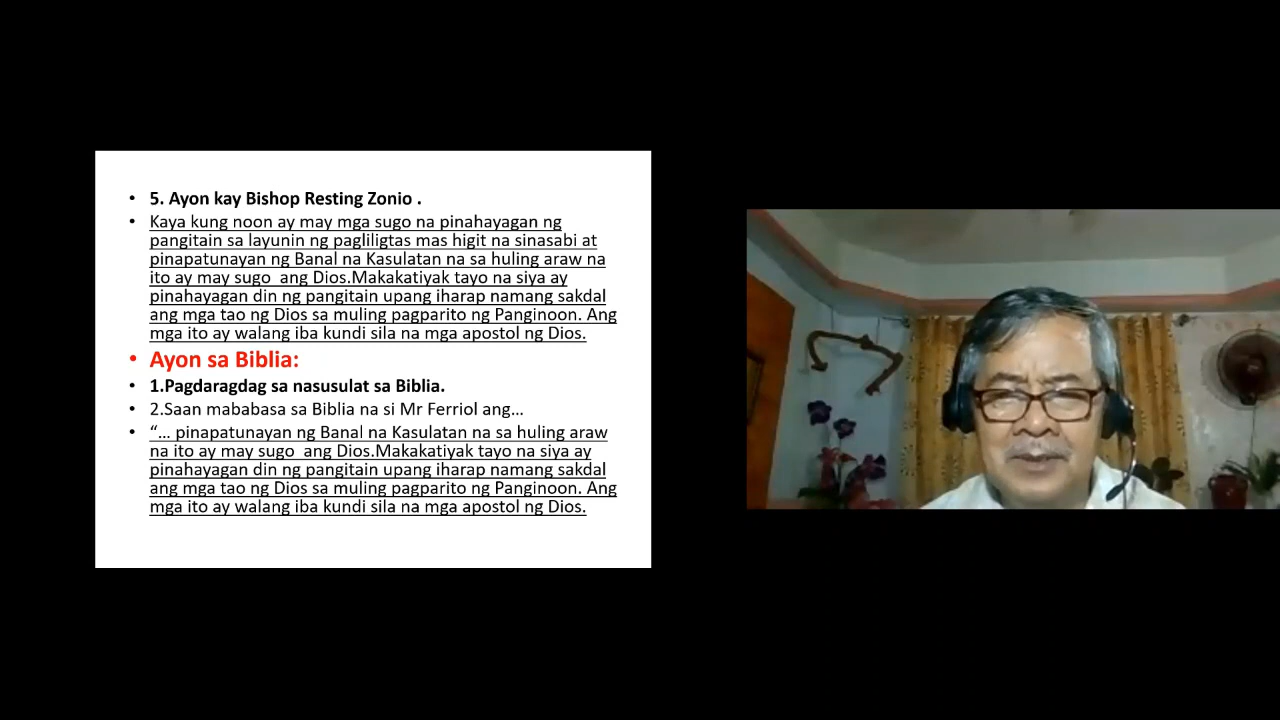 • 5. Ayon kay Bishop Resting Zonio .
• Kaya kung noon ay may mga sugo na pinahayagan ng
pangitain sa layunin ng pagliligtas mas higit na sinasabi at
pinapatunayan ng Banal na Kasulatan na sa huling araw na
ito ay may sugo  ang Dios.Makakatiyak tayo na siya ay
pinahayagan din ng pangitain upang iharap namang sakdal
ang mga tao ng Dios sa muling pagparito ng Panginoon. Ang
mga ito ay walang iba kundi sila na mga apostol ng Dios.
• Ayon sa Biblia:
• 1.Pagdaragdag sa nasusulat sa Biblia.
• 2.Saan mababasa sa Biblia na si Mr Ferriol ang…
• “… pinapatunayan ng Banal na Kasulatan na sa huling araw
na ito ay may sugo  ang Dios.Makakatiyak tayo na siya ay
pinahayagan din ng pangitain upang iharap namang sakdal
ang mga tao ng Dios sa muling pagparito ng Panginoon. Ang
mga ito ay walang iba kundi sila na mga apostol ng Dios.